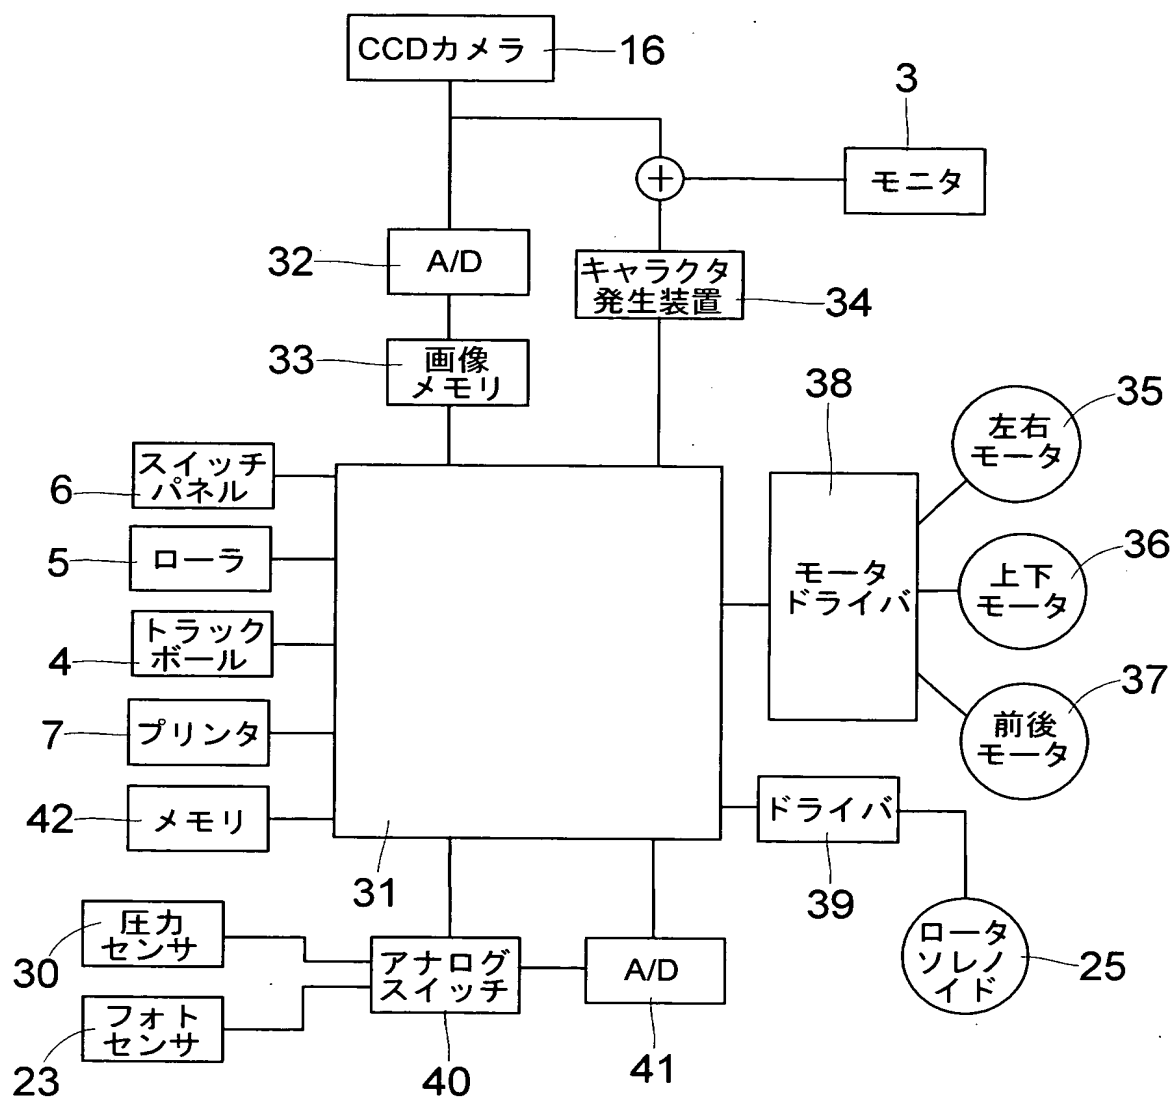 CCDカメラ
16
3
モニタ
+
32
A/D
キャラクタ
発生装置
34
33
画像
メモリ
38
35
左右
モータ
6
スイッチ
パネル
5
ローラ
モータ
ドライバ
36
上下
モータ
4
トラック
ボール
37
前後
モータ
7
プリンタ
42
メモリ
31
ドライバ
39
30
圧力
センサ
アナログ
スイッチ
A/D
ロータ
ソレノ
イド
25
23
フォト
センサ
40
41